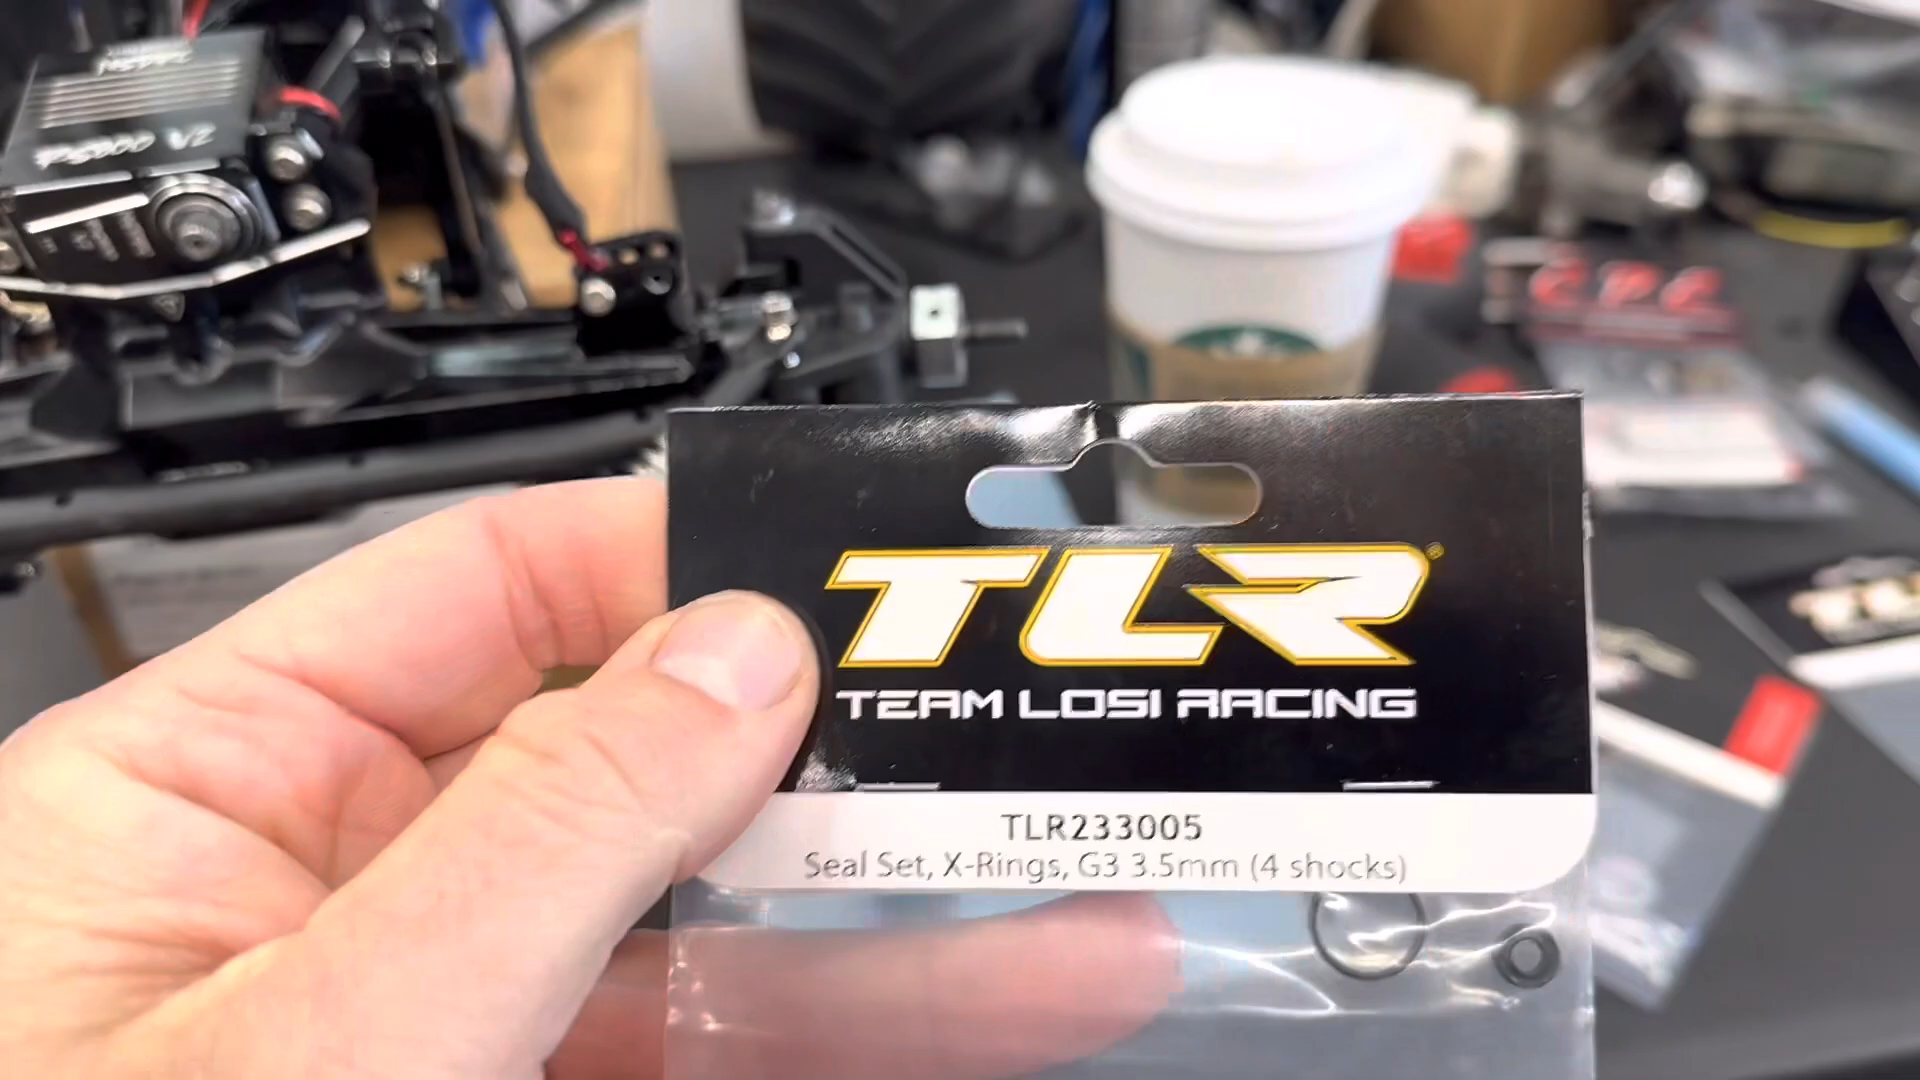 TLR®
TEAM LOSI RACING
TLR233005
Seal Set, X-Rings, G3 3.5mm (4 shocks)